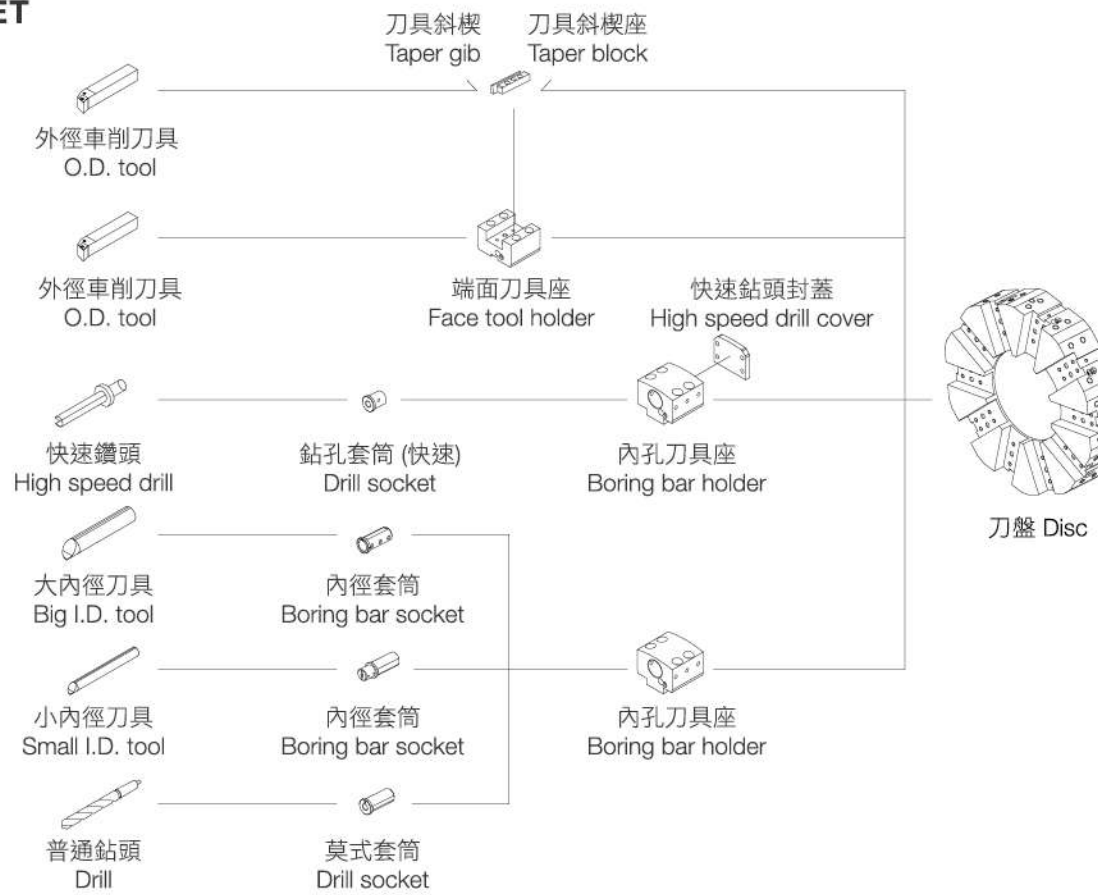 ET
刀具斜楔 刀具斜楔座
Taper gib Taper block
外徑車削刀具
O.D. tool
外徑車削刀具
O.D. tool
端面刀具座
Face tool holder
快速鉆頭封蓋
High speed drill cover
快速鑽頭
High speed drill
鉆孔套筒 (快速)
Drill socket
內孔刀具座
Boring bar holder
刀盤 Disc
大內徑刀具
Big I.D. tool
內徑套筒
Boring bar socket
小內徑刀具
Small I.D. tool
內徑套筒
Boring bar socket
內孔刀具座
Boring bar holder
普通鉆頭
Drill
莫式套筒
Drill socket